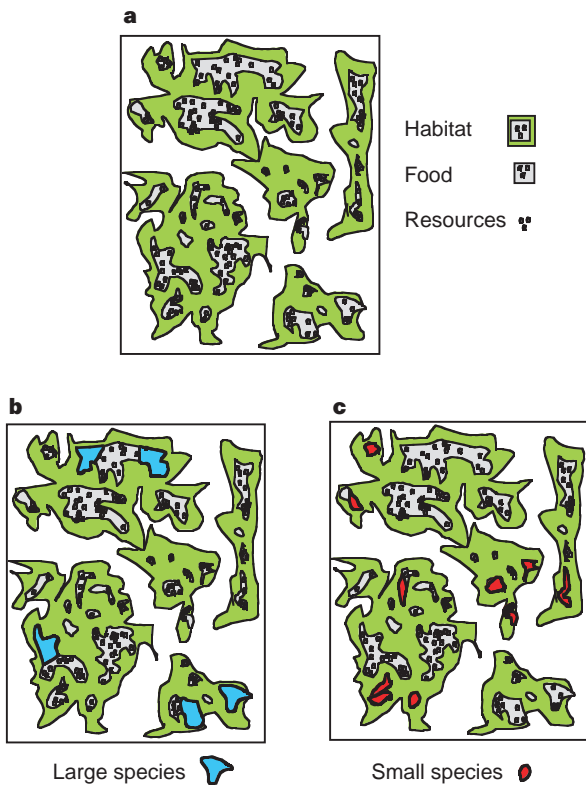 a
Habitat
Food
Resources
b
c
Large species
Small species